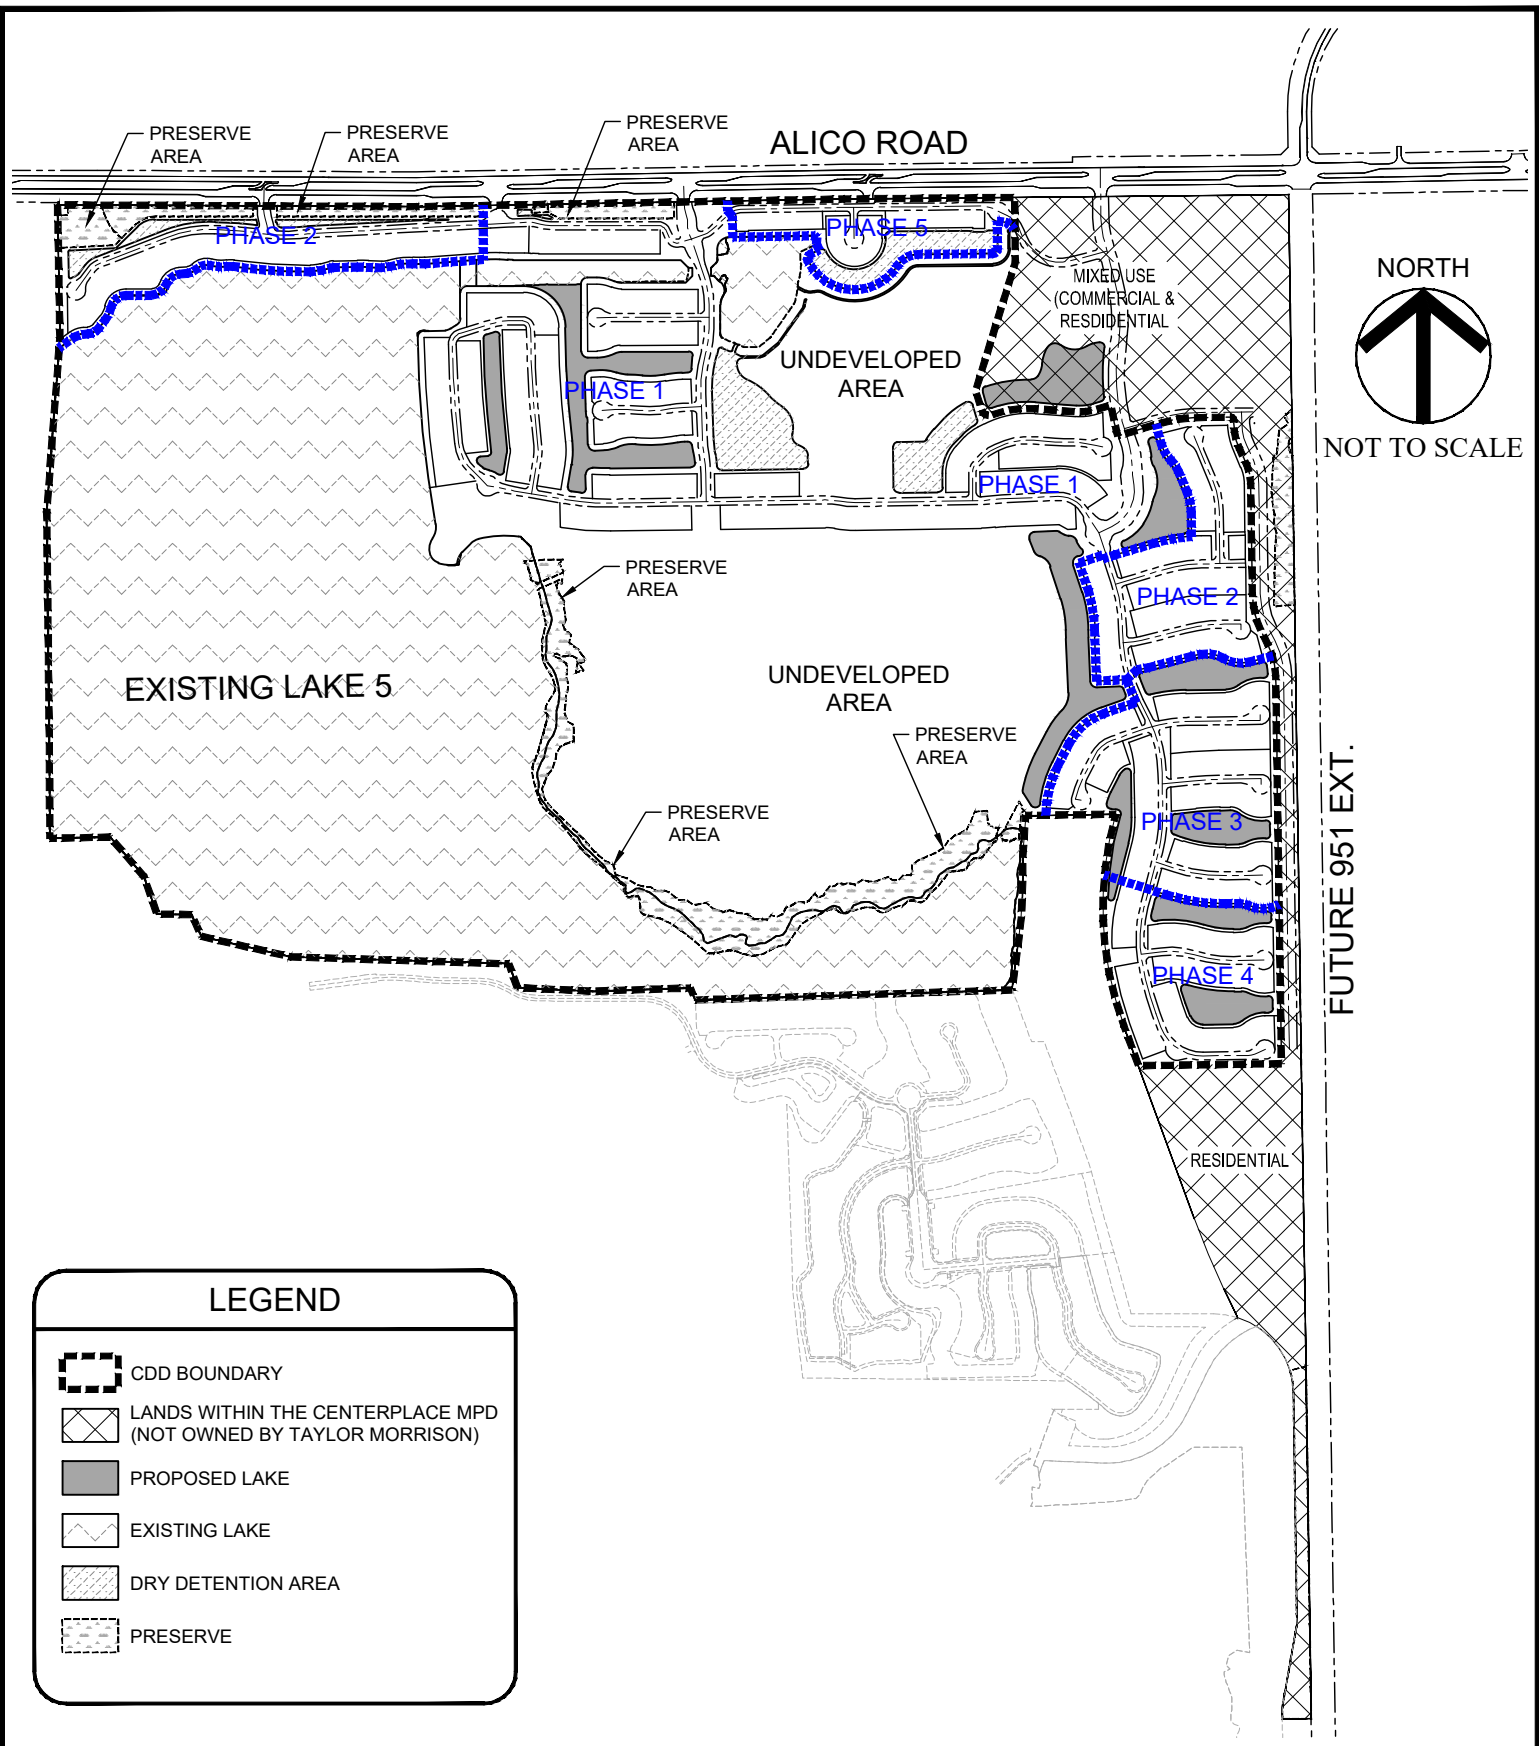 PRESERVE
AREA
PRESERVE
AREA
PRESERVE
AREA
ALICO ROAD
PHASE 2
PHASE 5
MIXED USE
(COMMERCIAL &
RESDIDENTIAL
NORTH
NOT TO SCALE
UNDEVELOPED
AREA
PHASE 1
PHASE 1
PRESERVE
AREA
PHASE 2
EXISTING LAKE 5
UNDEVELOPED
AREA
PRESERVE
AREA
PRESERVE
AREA
PHASE 3
FUTURE 951 EXT.
PHASE 4
RESIDENTIAL
LEGEND
CDD BOUNDARY
LANDS WITHIN THE CENTERPLACE MPD
(NOT OWNED BY TAYLOR MORRISON)
PROPOSED LAKE
EXISTING LAKE
DRY DETENTION AREA
PRESERVE